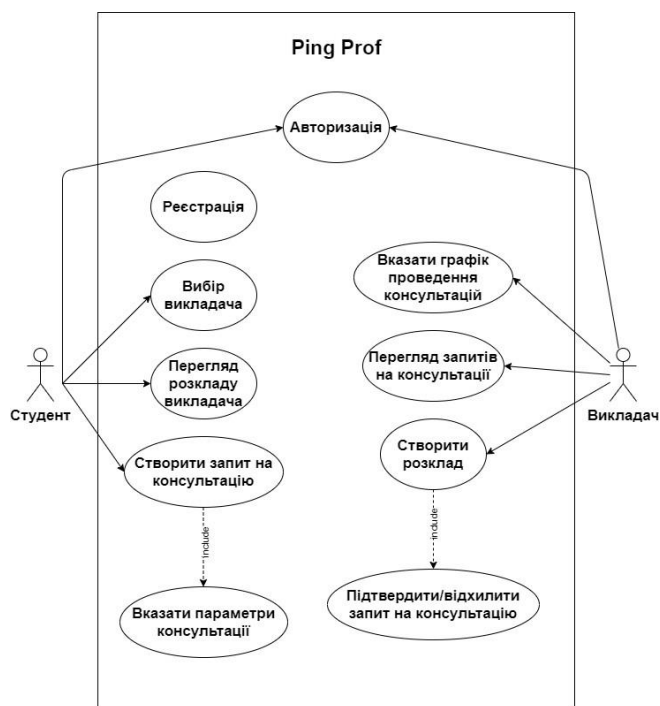 Ping Prof
Авторизація
Реєстрація
Вибір
викладача
Вказати графік
проведення
консультацій
Перегляд
розкладу
викладача
Перегляд запитів
на консультації
Студент
Викладач
Створити запит на
консультацію
Створити
розклад
include
include
Вказати параметри
консультації
Підтвердити/відхилити
запит на консультацію